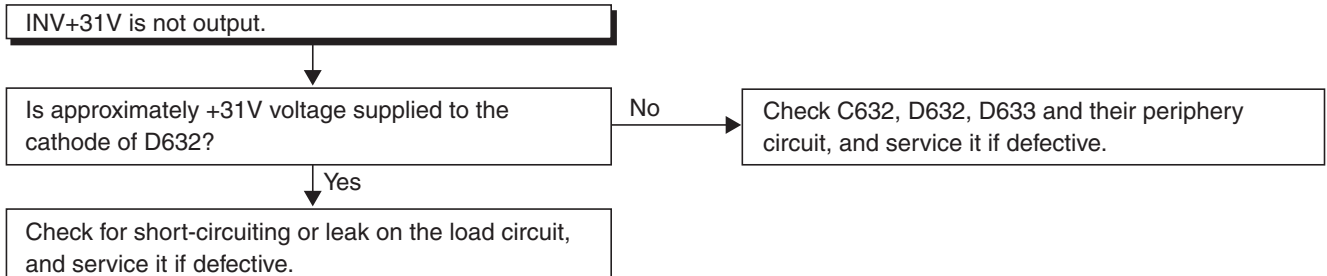 INV+31V is not output.
Is approximately +31V voltage supplied to the
cathode of D632?
No
Check C632, D632, D633 and their periphery
circuit, and service it if defective.
Yes
Check for short-circuiting or leak on the load circuit,
and service it if defective.